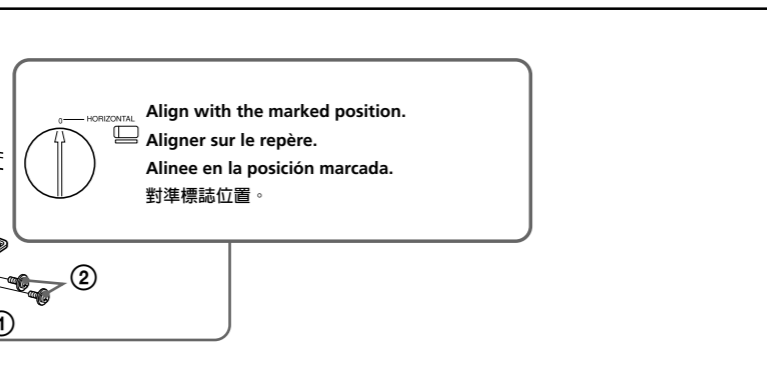 0 HORIZONTAL
Align with the marked position.
Aligner sur le repère.
Alinee en la posición marcada.
對準標誌位置。
②
①